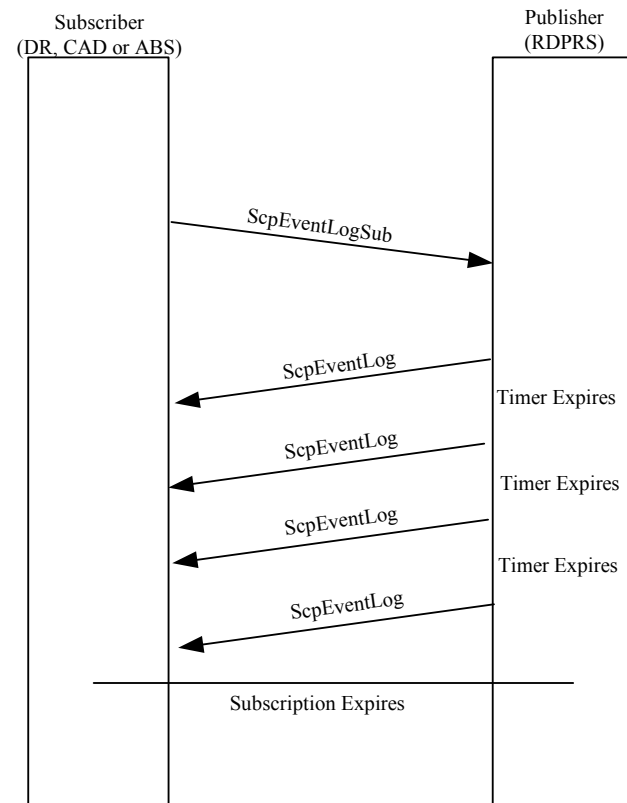 Subscriber
(DR, CAD or ABS)
Publisher
(RDPRS)
ScpEventLogSub
ScpEventLog
Timer Expires
ScpEventLog
Timer Expires
ScpEventLog
Timer Expires
ScpEventLog
Subscription Expires